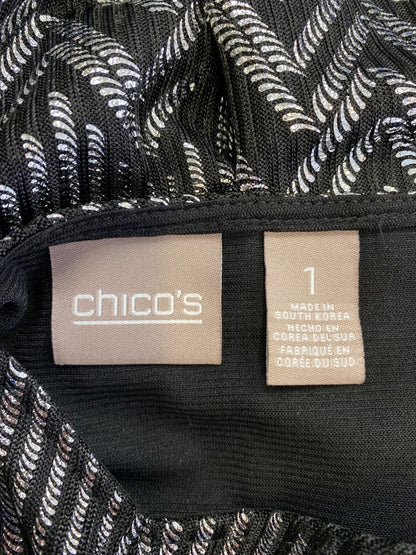 chico's
1
MADE IN
SOUTH KOREA
HECHO EN
COREA DEL SUR
FABRIQUÉ EN
CORÉE DU SUD